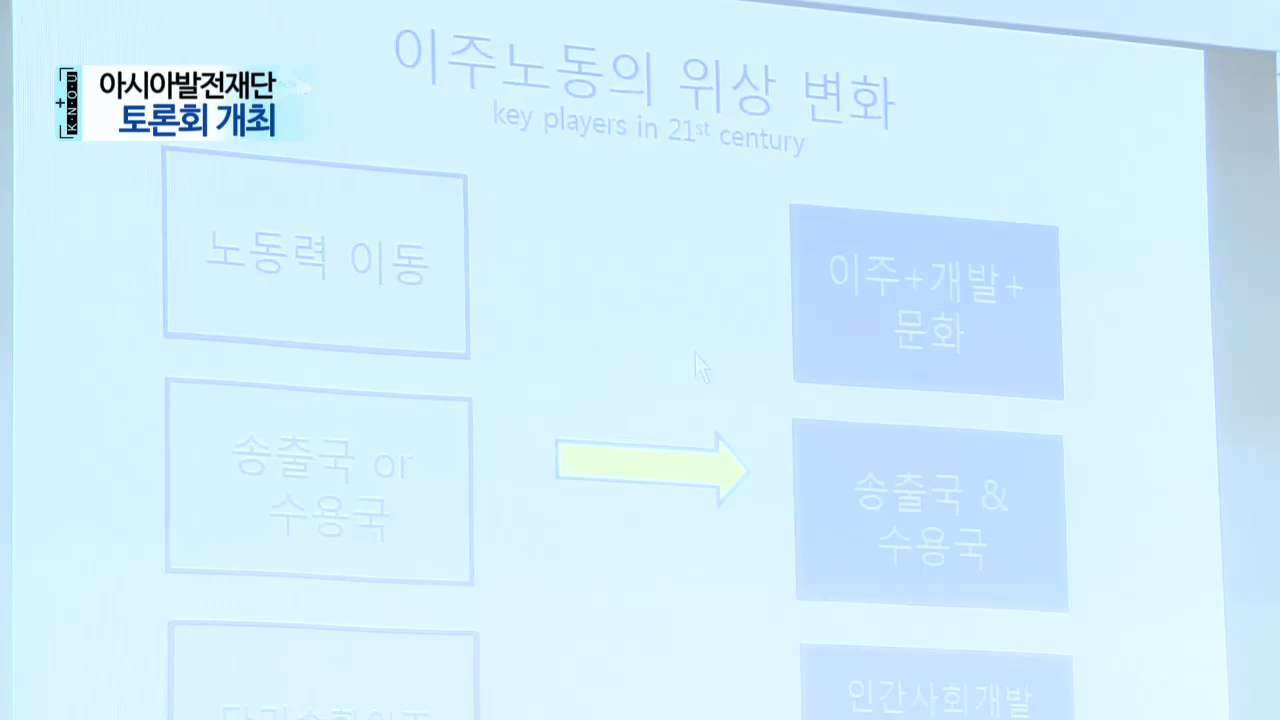 K·N·O·U
아시아발전재단
토론회 개최
이주노동의 위상 변화
key players in 21st century
노동력 이동
이주+개발+
문화
송출국 or
수용국
송출국 &
수용국
인간사회개발